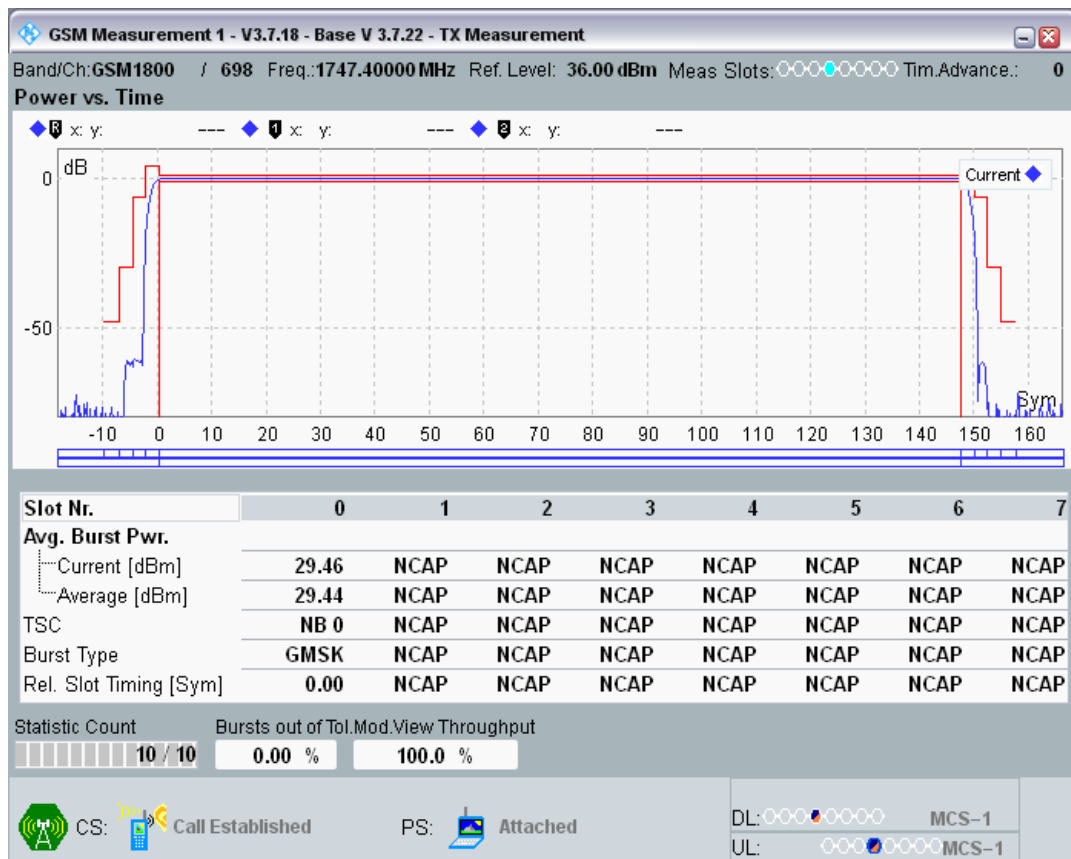 GSM Measurement 1 - V3.7.18 - Base V 3.7.22 - TX Measurement
Band/Ch:GSM1800 / 698 Freq.:1747.40000 MHz Ref. Level: 36.00 dBm Meas Slots: Tim.Advance.: 0
Power vs. Time
R x: y: --- 1 x: y: --- 2 x: y: ---
dB
Current
0
-50
Sym
-10 0 10 20 30 40 50 60 70 80 90 100 110 120 130 140 150 160
Slot Nr. 0 1 2 3 4 5 6 7
Avg. Burst Pwr.
Current [dBm] 29.46 NCAP NCAP NCAP NCAP NCAP NCAP NCAP
Average [dBm] 29.44 NCAP NCAP NCAP NCAP NCAP NCAP NCAP
TSC NB 0 NCAP NCAP NCAP NCAP NCAP NCAP NCAP
Burst Type GMSK NCAP NCAP NCAP NCAP NCAP NCAP NCAP
Rel. Slot Timing [Sym] 0.00 NCAP NCAP NCAP NCAP NCAP NCAP NCAP
Statistic Count Bursts out of Tol.Mod.View Throughput
10 / 10 0.00 % 100.0 %
CS: Call Established PS: Attached
DL: MCS-1
UL: MCS-1